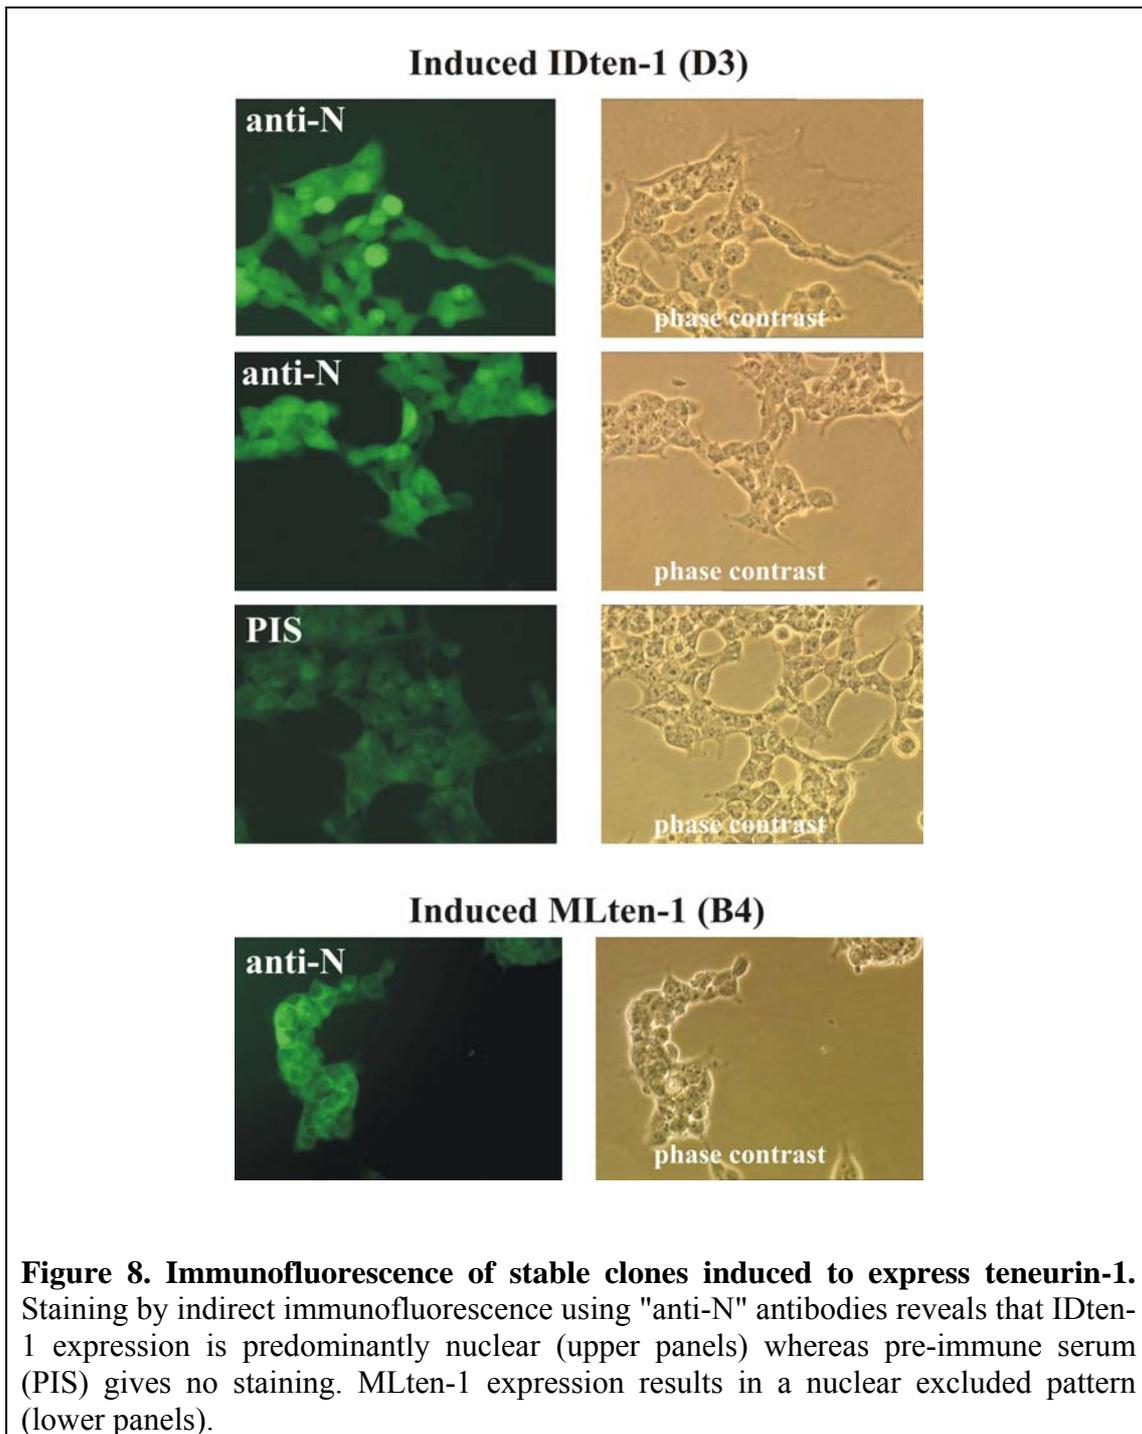 Induced IDten-1 (D3)
anti-N
phase contrast
anti-N
phase contrast
PIS
phase contrast
Induced MLten-1 (B4)
anti-N
phase contrast
Figure 8. Immunofluorescence of stable clones induced to express teneurin-1.
Staining by indirect immunofluorescence using "anti-N" antibodies reveals that IDten-
1 expression is predominantly nuclear (upper panels) whereas pre-immune serum
(PIS) gives no staining. MLten-1 expression results in a nuclear excluded pattern
(lower panels).